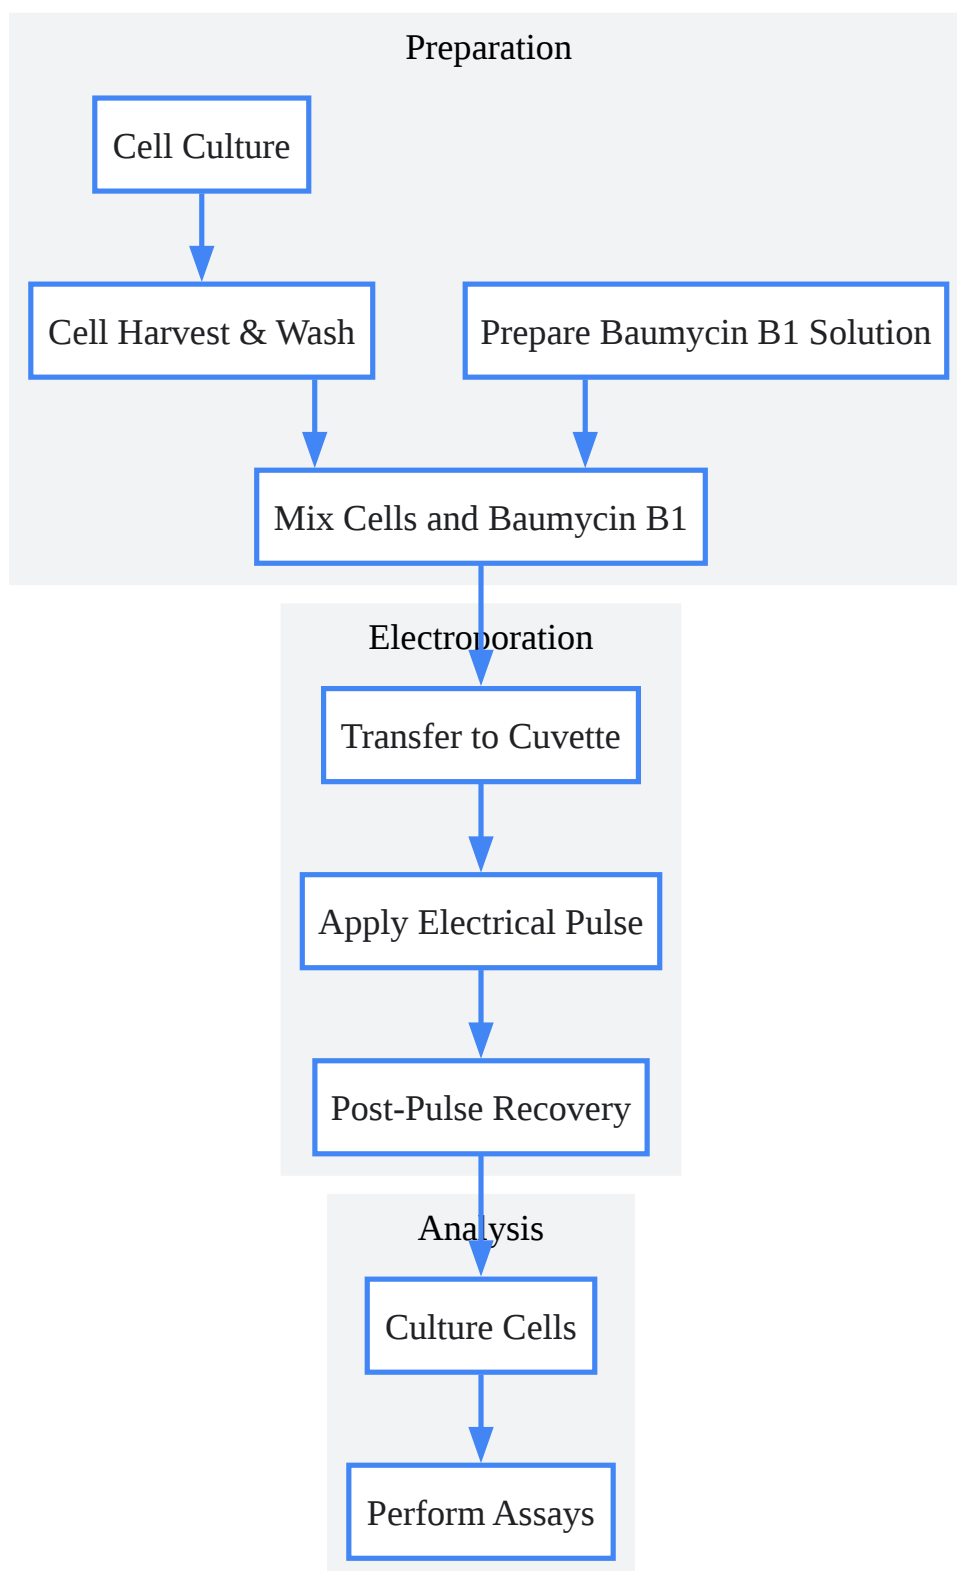 Preparation
Cell Culture
Cell Harvest & Wash
Prepare Baumycin B1 Solution
Mix Cells and Baumycin B1
Electroporation
Transfer to Cuvette
Apply Electrical Pulse
Post-Pulse Recovery
Analysis
Culture Cells
Perform Assays